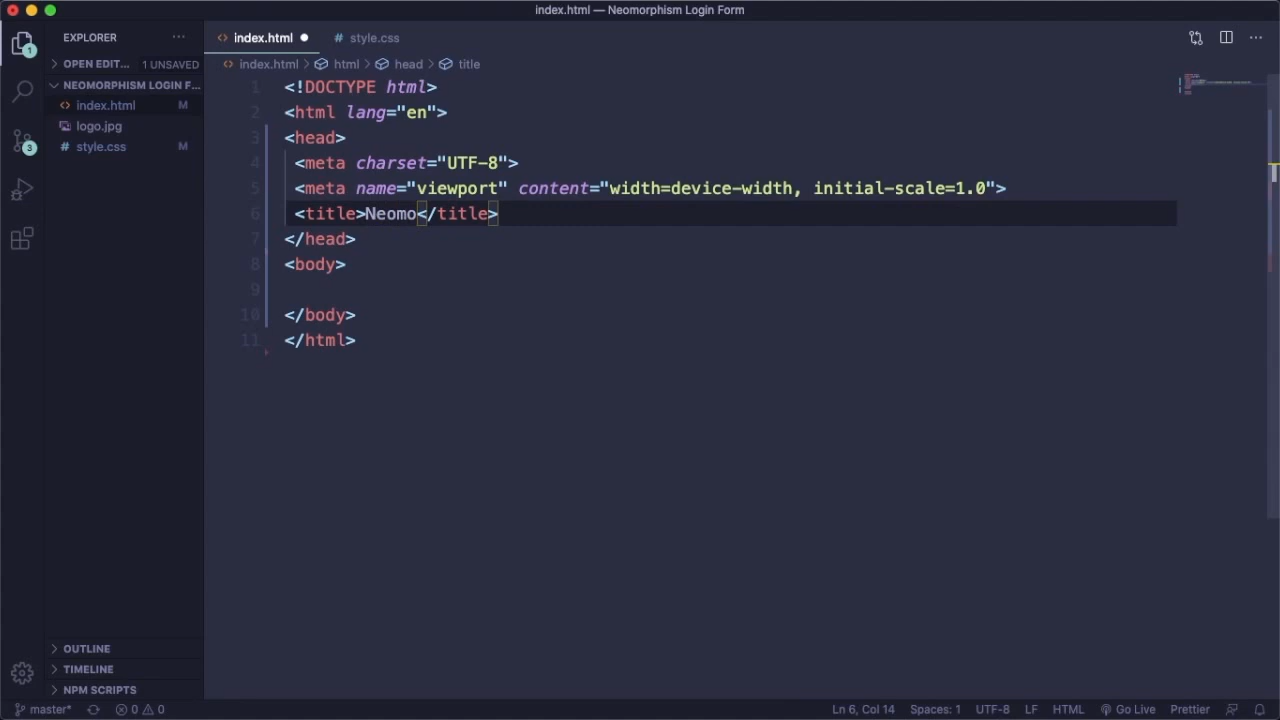 index.html — Neomorphism Login Form
EXPLORER
OPEN EDIT... 1 UNSAVED
NEOMORPHISM LOGIN F...
index.html M
logo.jpg
style.css M
1
3
index.html
# style.css
index.html > html > head > title
1 <!DOCTYPE html>
2 <html lang="en">
3 <head>
4 <meta charset="UTF-8">
5 <meta name="viewport" content="width=device-width, initial-scale=1.0">
6 <title>Neomo</title>
7 </head>
8 <body>
9
10 </body>
11 </html>
OUTLINE
TIMELINE
NPM SCRIPTS
master* 0 0 Ln 6, Col 14 Spaces: 1 UTF-8 LF HTML Go Live Prettier